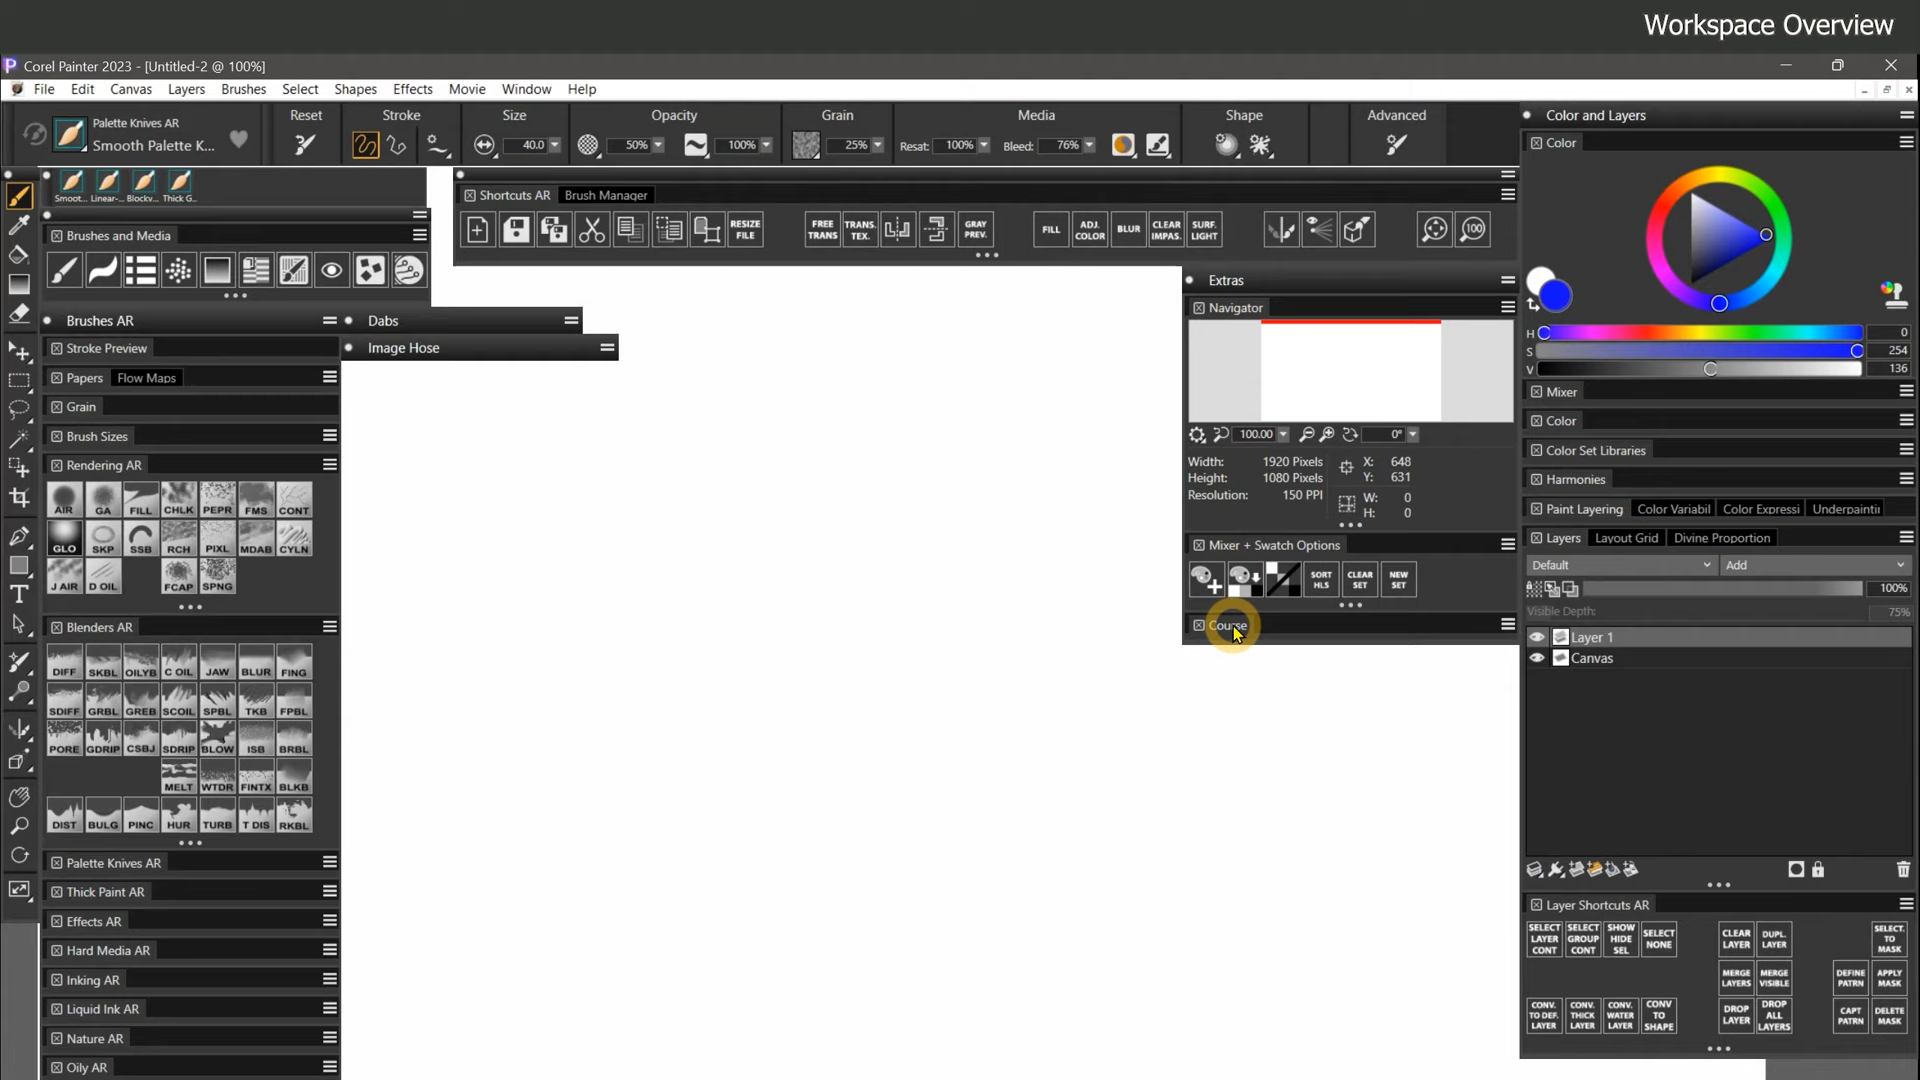 Workspace Overview
Corel Painter 2023 - [Untitled-2 @ 100%]
File Edit Canvas Layers Brushes Select Shapes Effects Movie Window Help
Palette Knives AR
Smooth Palette K...
Reset Stroke Size Opacity Grain Media Shape Advanced
40.0 50% 100% 25% Resat: 100% Bleed: 76%
Smoot... Linear-... Blockv... Thick G...
Shortcuts AR Brush Manager
RESIZE FILE
FREE TRANS
TRANS. TEX.
GRAY PREV.
FILL
ADJ. COLOR
BLUR
CLEAR IMPAS.
SURF. LIGHT
100
Brushes and Media
Brushes AR
Dabs
Image Hose
Stroke Preview
Papers Flow Maps
Grain
Brush Sizes
Rendering AR
AIR GA FILL CHLK PEPR FMS CONT
GLO SKP SSB RCH PIXL MDAB CYLN
J AIR D OIL FCAP SPNG
Blenders AR
DIFF SKBL OILYB C OIL JAW BLUR FING
SDIFF GRBL GREB SCOIL SPBL TKB FPBL
PORE GDRIP CSBJ SDRIP BLOW ISB BRBL
MELT WTDR FINTX BLKB
DIST BULG PINC HUR TURB T DIS RKBL
Palette Knives AR
Thick Paint AR
Effects AR
Hard Media AR
Inking AR
Liquid Ink AR
Nature AR
Oily AR
Extras
Navigator
100.00 0°
Width: 1920 Pixels X: 648
Height: 1080 Pixels Y: 631
Resolution: 150 PPI W: 0
H: 0
Mixer + Swatch Options
SORT HLS
CLEAR SET
NEW SET
Course
Color and Layers
Color
H 0
S 254
V 136
Mixer
Color
Color Set Libraries
Harmonies
Paint Layering Color Variabil Color Expressi Underpaintii
Layers Layout Grid Divine Proportion
Default Add
100%
Visible Depth: 75%
Layer 1
Canvas
Layer Shortcuts AR
SELECT LAYER CONT
SELECT GROUP CONT
SHOW HIDE SEL
SELECT NONE
CLEAR LAYER
DUPL. LAYER
SELECT. TO MASK
MERGE LAYERS
MERGE VISIBLE
DEFINE PATRN
APPLY MASK
CONV. TO DEF. LAYER
CONV. THICK LAYER
CONV. WATER LAYER
CONV TO SHAPE
DROP LAYER
DROP ALL LAYERS
CAPT PATRN
DELETE MASK